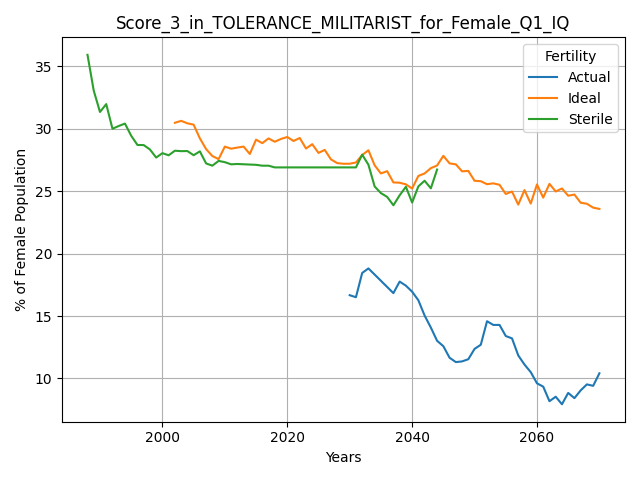 Score_3_in_TOLERANCE_MILITARIST_for_Female_Q1_IQ
Fertility
Actual
Ideal
Sterile
% of Female Population
35
30
25
20
15
10
2000
2020
2040
2060
Years